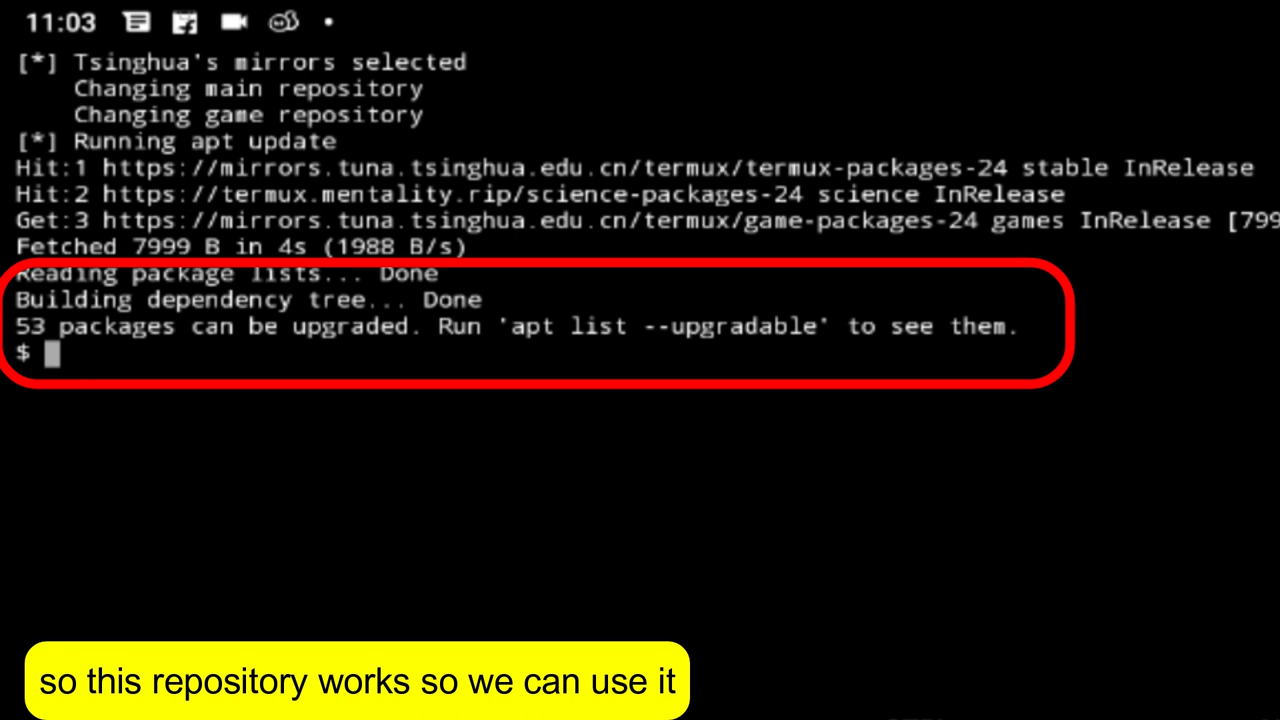 11:03
[*] Tsinghua's mirrors selected
Changing main repository
Changing game repository
[*] Running apt update
Hit:1 https://mirrors.tuna.tsinghua.edu.cn/termux/termux-packages-24 stable InRelease
Hit:2 https://termux.mentality.rip/science-packages-24 science InRelease
Get:3 https://mirrors.tuna.tsinghua.edu.cn/termux/game-packages-24 games InRelease [799
Fetched 7999 B in 4s (1988 B/s)
Reading package lists... Done
Building dependency tree... Done
53 packages can be upgraded. Run 'apt list --upgradable' to see them.
$
so this repository works so we can use it